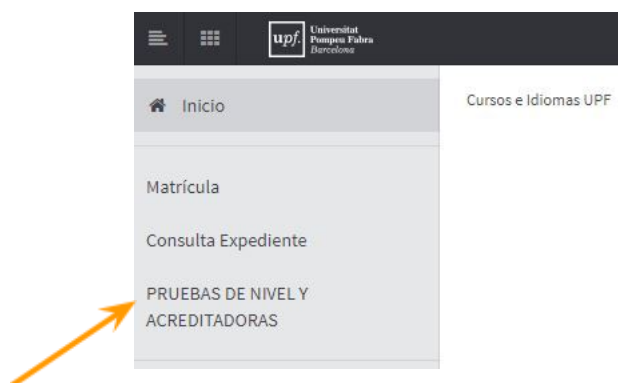 upf. Universitat
Pompeu Fabra
Barcelona
Inicio
Cursos e Idiomas UPF
Matrícula
Consulta Expediente
PRUEBAS DE NIVEL Y
ACREDITADORAS